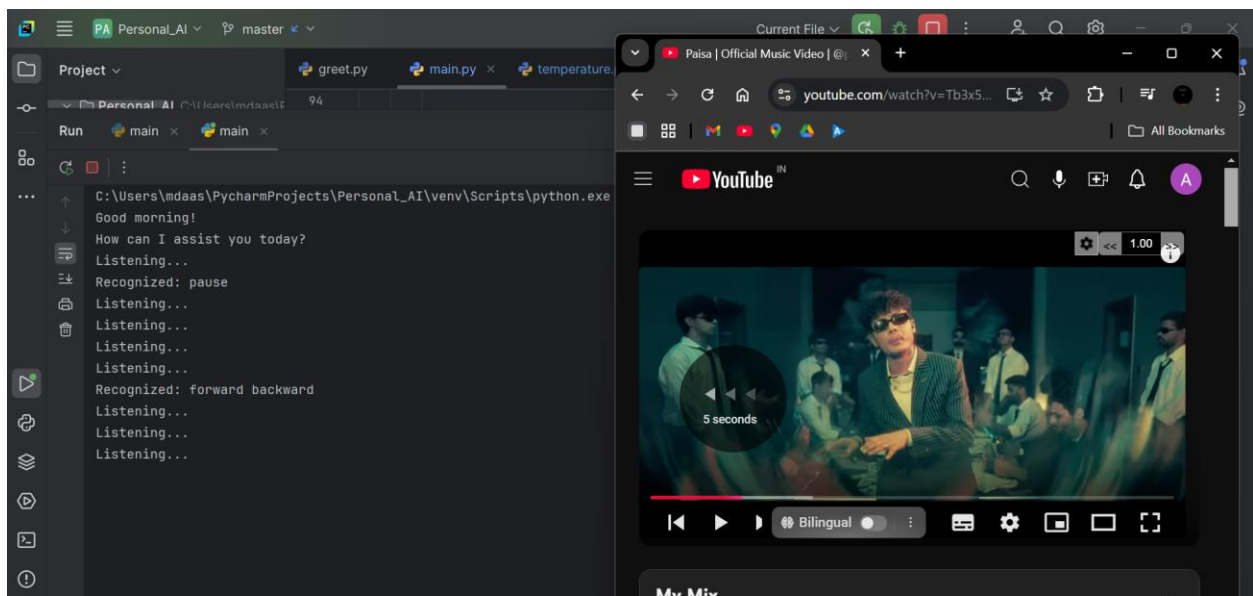 PA Personal_AI master Current File
Project
greet.py main.py temperature.
Personal_AI
94
Run main main
C:\Users\mdaas\PycharmProjects\Personal_AI\venv\Scripts\python.exe
Good morning!
How can I assist you today?
Listening...
Recognized: pause
Listening...
Listening...
Listening...
Listening...
Recognized: forward backward
Listening...
Listening...
Listening...
Paisa | Official Music Video | @
youtube.com/watch?v=Tb3x5...
All Bookmarks
YouTube IN
A
<< 1.00 >>
5 seconds
Bilingual
My Mix